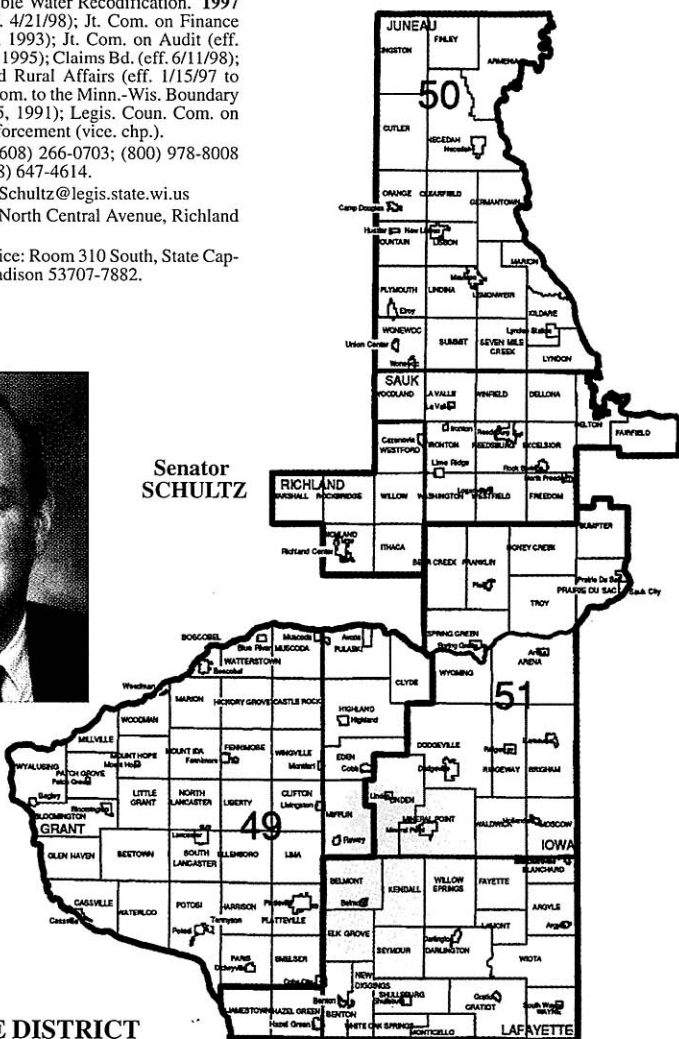 ble Water Recodification. 1997
. 4/21/98); Jt. Com. on Finance
, 1993); Jt. Com. on Audit (eff.
1995); Claims Bd. (eff. 6/11/98);
d Rural Affairs (eff. 1/15/97 to
om. to the Minn.-Wis. Boundary
5, 1991); Legis. Coun. Com. on
forcement (vice. chp.).
(608) 266-0703; (800) 978-8008
8) 647-4614.
Schultz@legis.state.wi.us
North Central Avenue, Richland
ice: Room 310 South, State Cap-
adison 53707-7882.
Senator
SCHULTZ
JUNEAU
FINLEY
ARMENIA
50
CUTLER
NECEDAH
Necedah
ORANGE CLEARFIELD
GERMANTOWN
Camp Douglas
Hustler New Lisbon
LISBON
MARION
Mauston
PLYMOUTH LINDINA
LEMONWEIR
KILDARE
Elroy
WONEWOC
Lyndon Station
Union Center
SUMMIT SEVEN MILE
CREEK
LYNDON
Wonewoc
SAUK
WOODLAND LA VALLE WINFIELD DELLONA
La Valle
DELTON
FAIRFIELD
Ironton
Cazenovia
WESTFORD
IRONTON REEDSBURG EXCELSIOR
Lime Ridge
Rock Springs
North Freedom
RICHLAND
MARSHALL ROCKBRIDGE WILLOW WASHINGTON WESTFIELD FREEDOM
Richland Center
ITHACA
SUMPTER
BEAR CREEK FRANKLIN HONEY CREEK
Plain
Prairie Du Sac
PRAIRIE DU SAC Sauk City
TROY
SPRING GREEN
Spring Green
BOSCOBEL
Blue River
Muscoda
MUSCODA
Avoca
PULASKI
WATTERSTOWN
Boscobel
CLYDE
WYOMING
ARENA
51
Woodman
MARION HICKORY GROVE CASTLE ROCK
HIGHLAND
Highland
WOODMAN
MILLVILLE
DODGEVILLE
WYALUSING
MOUNT HOPE
MOUNT IDA
FENNIMORE
Fennimore
WINGVILLE
Montfort
EDEN
Cobb
Dodgeville
RIDGEWAY BRIGHAM
PATCH GROVE
Bagley
LITTLE
GRANT
NORTH
LANCASTER
LIBERTY
CLIFTON
Livingston
LINDEN
Bloomington
BLOOMINGTON
GRANT
49
MIFFLIN
MINERAL POINT
Mineral Point
WALDWICK
MOSCOW
Lancaster
Rewey
IOWA
GLEN HAVEN BEETOWN
SOUTH
LANCASTER
ELLENBORO LIMA
BLANCHARD
BELMONT
KENDALL
WILLOW
SPRINGS
FAYETTE
CASSVILLE
Cassville
WATERLOO
POTOSI
Potosi
Tennyson
HARRISON
Platteville
PLATTEVILLE
ARGYLE
LAMONT
ELK GROVE
Darlington
DARLINGTON
SEYMOUR
WIOTA
PARIS
Dickeyville
SMELSER
Cuba City
NEW
DIGGINGS
SHULLSBURG
Shullsburg
Gratiot
GRATIOT
South Wayne
WAYNE
JAMESTOWN HAZEL GREEN
Hazel Green
Benton
BENTON
WHITE OAK SPRINGS
MONTICELLO
LAFAYETTE
E DISTRICT